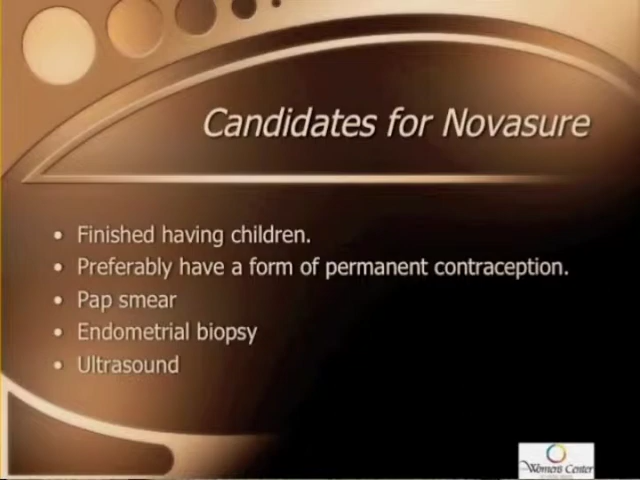 Candidates for Novasure
• Finished having children.
• Preferably have a form of permanent contraception.
• Pap smear
• Endometrial biopsy
• Ultrasound
Women's Center